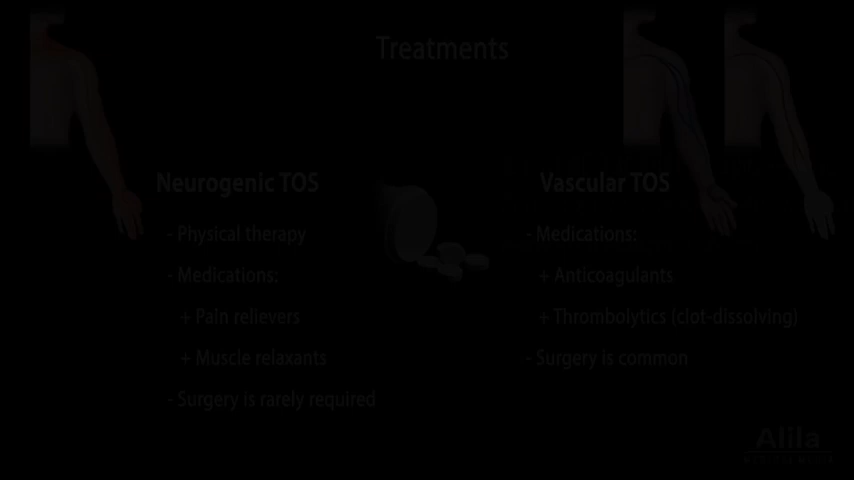 Treatments
Neurogenic TOS
- Physical therapy
- Medications:
+ Pain relievers
+ Muscle relaxants
- Surgery is rarely required
Vascular TOS
- Medications:
+ Anticoagulants
+ Thrombolytics (clot-dissolving)
- Surgery is common
Alila